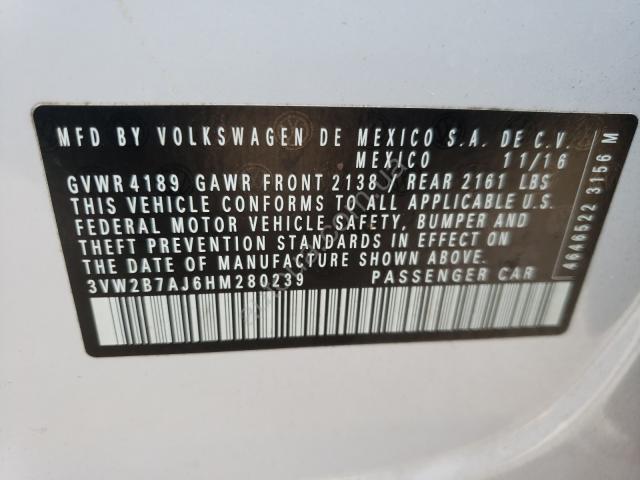 MFD BY VOLKSWAGEN DE MEXICO S.A. DE C.V.
MEXICO 11/16
GVWR 4189 GAWR FRONT 2138 REAR 2161 LBS
THIS VEHICLE CONFORMS TO ALL APPLICABLE U.S.
FEDERAL MOTOR VEHICLE SAFETY, BUMPER AND
THEFT PREVENTION STANDARDS IN EFFECT ON
THE DATE OF MANUFACTURE SHOWN ABOVE.
3VW2B7AJ6HM280239 PASSENGER CAR
46A6522 3156 M